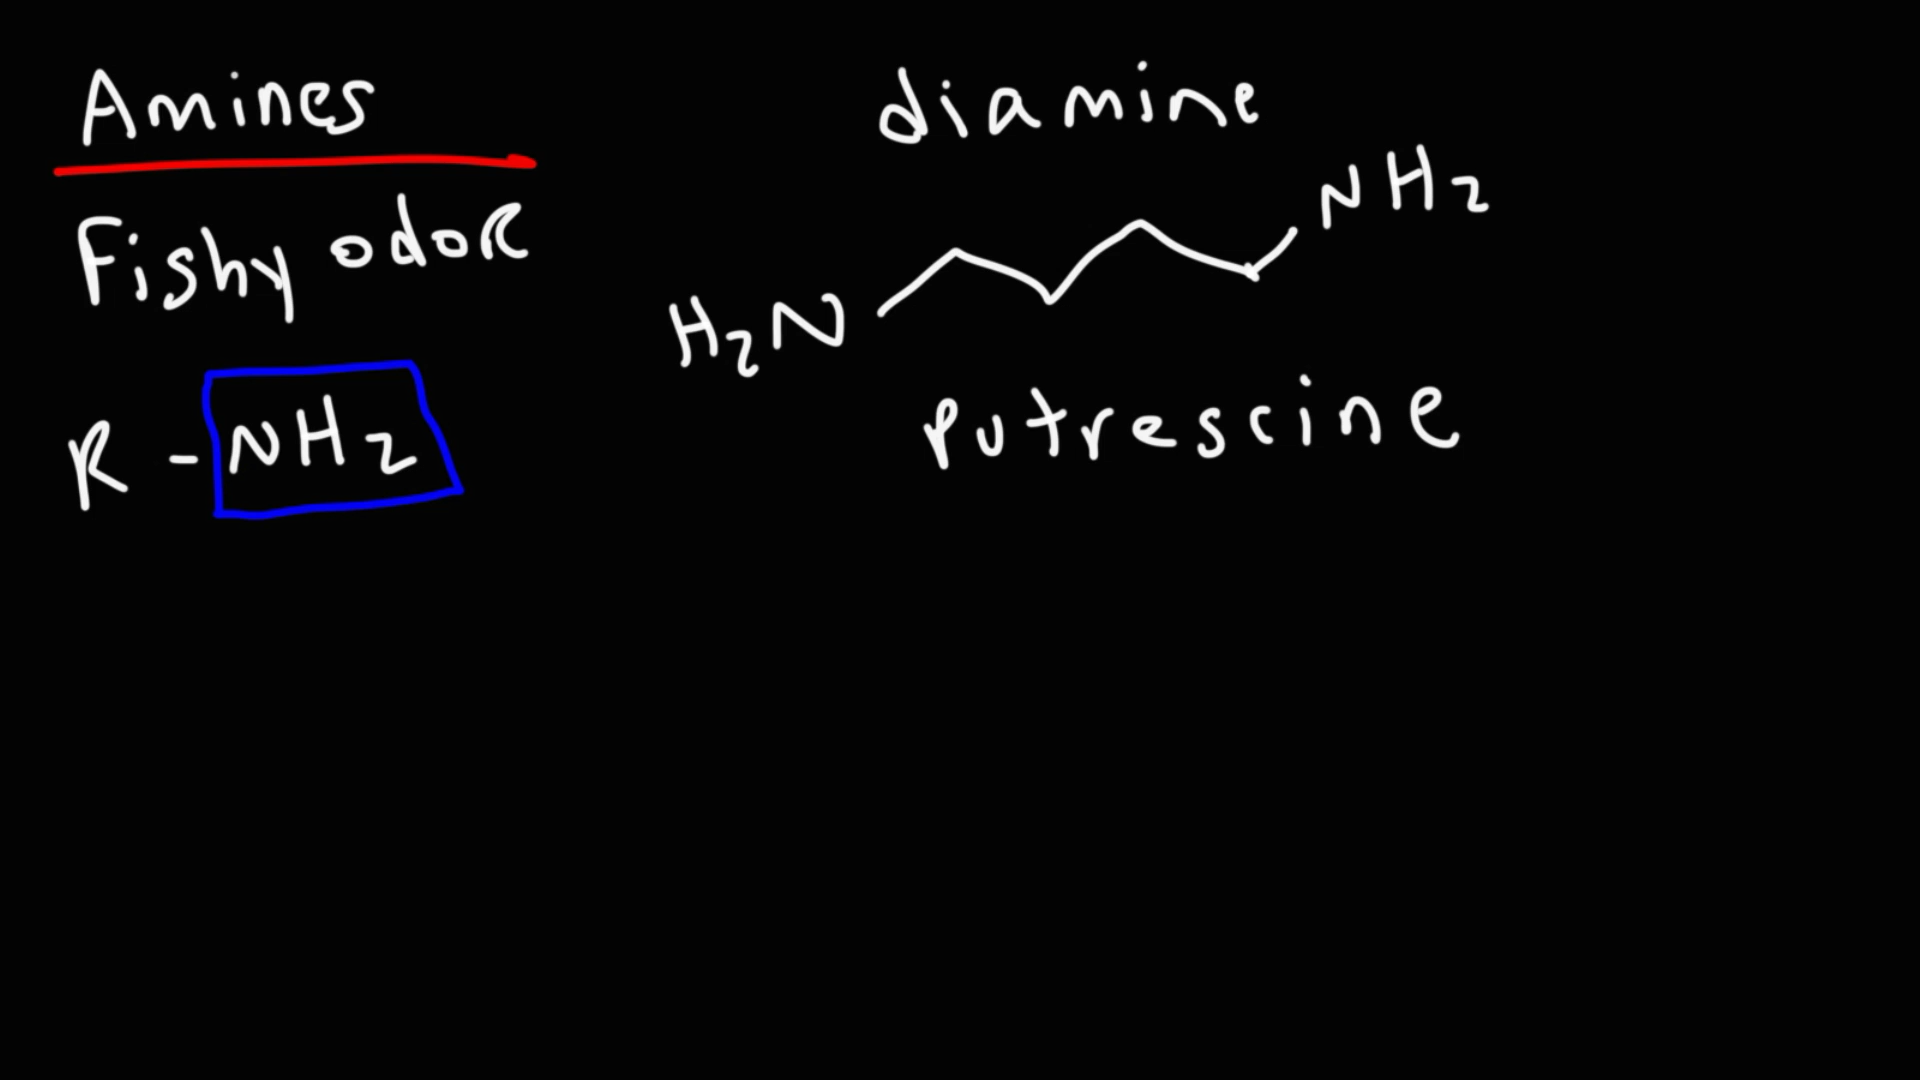 Amines
Fishy odor
R-NH2
diamine
H2N NH2
Putrescine